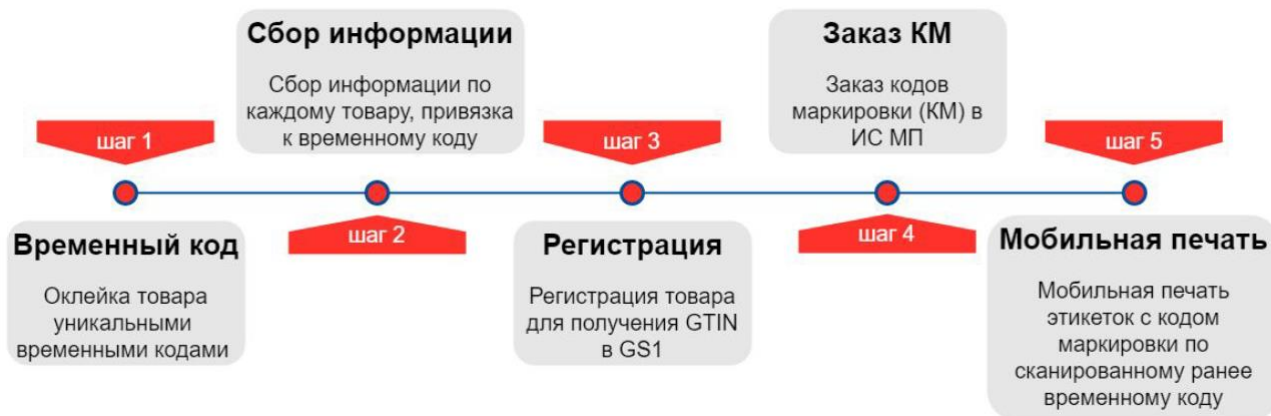 шаг 1
Временный код
Оклейка товара
уникальными
временными кодами
Сбор информации
Сбор информации по
каждому товару, привязка
к временному коду
шаг 2
шаг 3
Регистрация
Регистрация товара
для получения GTIN
в GS1
Заказ КМ
Заказ кодов
маркировки (КМ) в
ИС МП
шаг 4
шаг 5
Мобильная печать
Мобильная печать
этикеток с кодом
маркировки по
сканированному ранее
временному коду